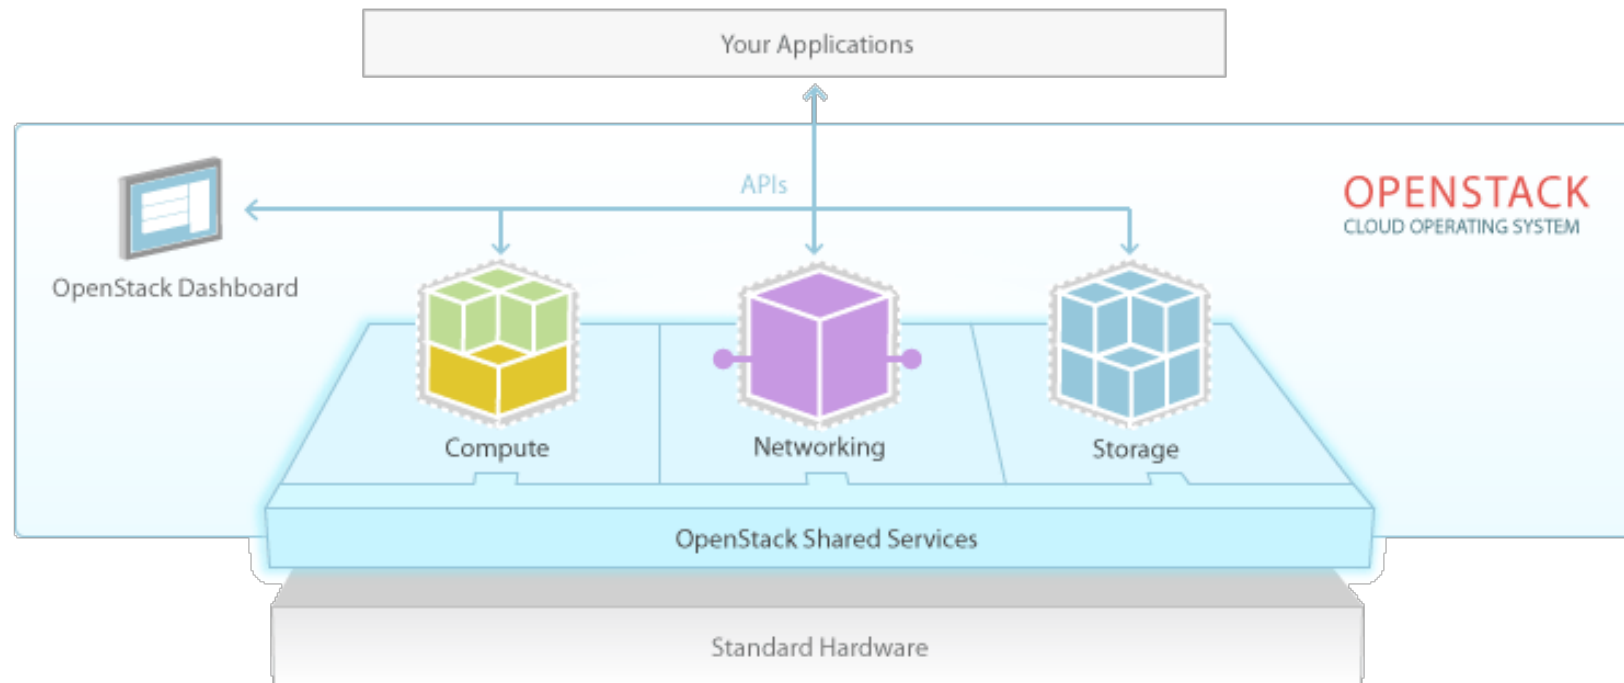 Your Applications
APIs
OPENSTACK
CLOUD OPERATING SYSTEM
OpenStack Dashboard
Compute
Networking
Storage
OpenStack Shared Services
Standard Hardware